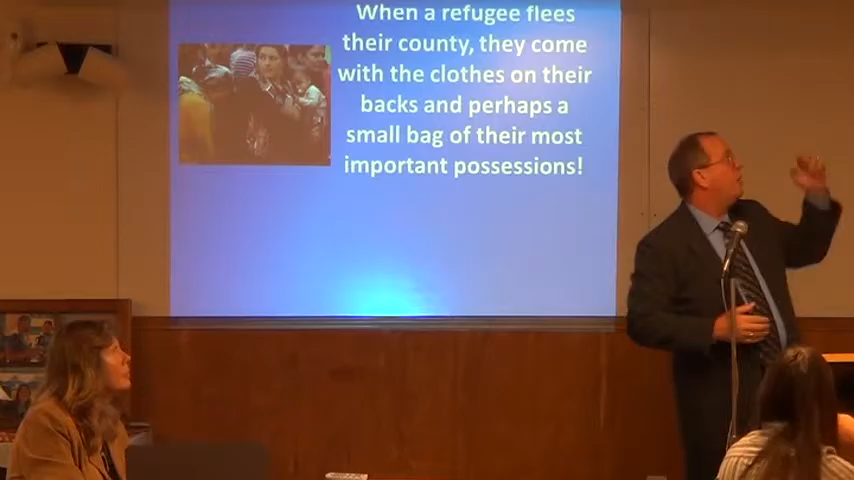 When a refugee flees
their county, they come
with the clothes on their
backs and perhaps a
small bag of their most
important possessions!